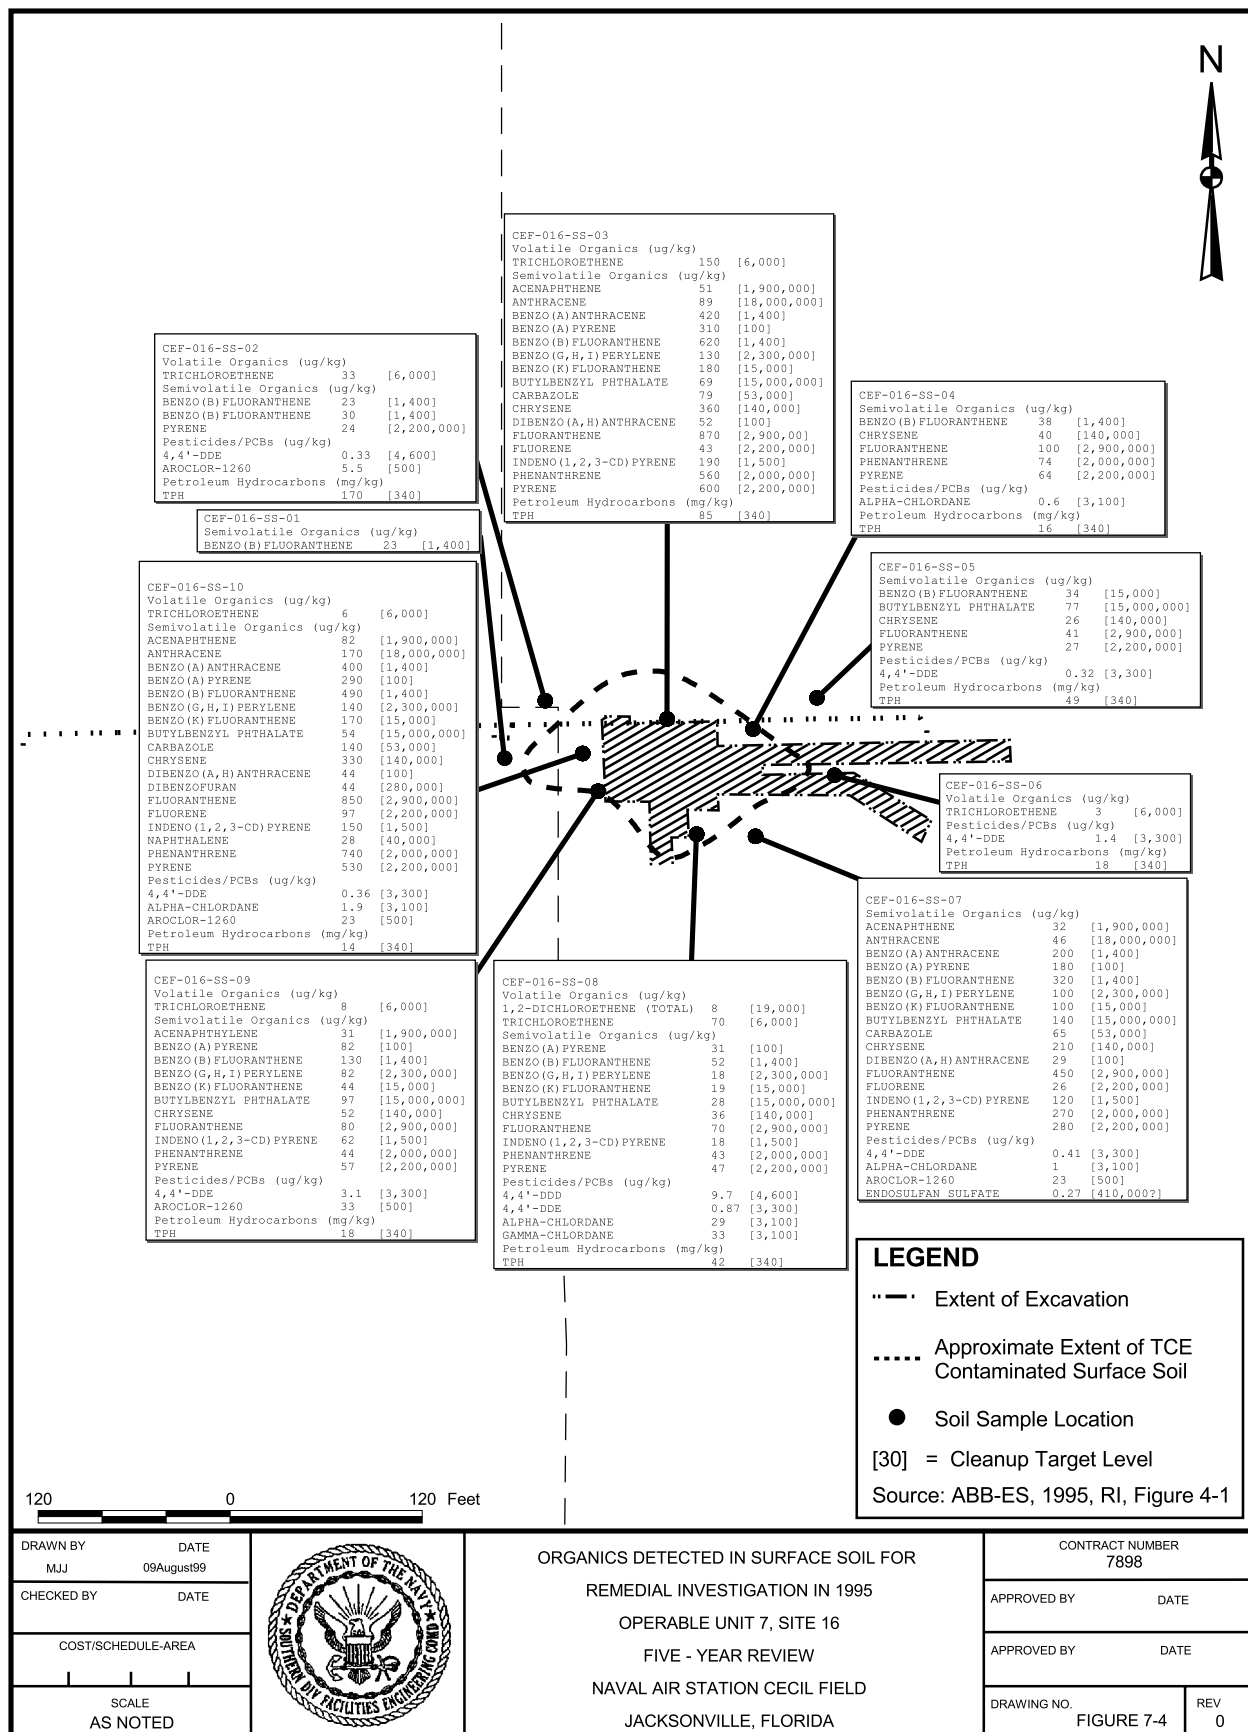 N
CEF-016-SS-03
Volatile Organics (ug/kg)
TRICHLOROETHENE 150 [6,000]
Semivolatile Organics (ug/kg)
ACENAPHTHENE 51 [1,900,000]
ANTHRACENE 89 [18,000,000]
BENZO(A)ANTHRACENE 420 [1,400]
BENZO(A)PYRENE 310 [100]
BENZO(B)FLUORANTHENE 620 [1,400]
BENZO(G,H,I)PERYLENE 130 [2,300,000]
BENZO(K)FLUORANTHENE 180 [15,000]
BUTYLBENZYL PHTHALATE 69 [15,000,000]
CARBAZOLE 79 [53,000]
CHRYSENE 360 [140,000]
DIBENZO(A,H)ANTHRACENE 52 [100]
FLUORANTHENE 870 [2,900,00]
FLUORENE 43 [2,200,000]
INDENO(1,2,3-CD)PYRENE 190 [1,500]
PHENANTHRENE 560 [2,000,000]
PYRENE 600 [2,200,000]
Petroleum Hydrocarbons (mg/kg)
TPH 85 [340]
CEF-016-SS-02
Volatile Organics (ug/kg)
TRICHLOROETHENE 33 [6,000]
Semivolatile Organics (ug/kg)
BENZO(B)FLUORANTHENE 23 [1,400]
BENZO(B)FLUORANTHENE 30 [1,400]
PYRENE 24 [2,200,000]
Pesticides/PCBs (ug/kg)
4,4'-DDE 0.33 [4,600]
AROCLOR-1260 5.5 [500]
Petroleum Hydrocarbons (mg/kg)
TPH 170 [340]
CEF-016-SS-04
Semivolatile Organics (ug/kg)
BENZO(B)FLUORANTHENE 38 [1,400]
CHRYSENE 40 [140,000]
FLUORANTHENE 100 [2,900,000]
PHENANTHRENE 74 [2,000,000]
PYRENE 64 [2,200,000]
Pesticides/PCBs (ug/kg)
ALPHA-CHLORDANE 0.6 [3,100]
Petroleum Hydrocarbons (mg/kg)
TPH 16 [340]
CEF-016-SS-01
Semivolatile Organics (ug/kg)
BENZO(B)FLUORANTHENE 23 [1,400]
CEF-016-SS-05
Semivolatile Organics (ug/kg)
BENZO(B)FLUORANTHENE 34 [15,000]
BUTYLBENZYL PHTHALATE 77 [15,000,000]
CHRYSENE 26 [140,000]
FLUORANTHENE 41 [2,900,000]
PYRENE 27 [2,200,000]
Pesticides/PCBs (ug/kg)
4,4'-DDE 0.32 [3,300]
Petroleum Hydrocarbons (mg/kg)
TPH 49 [340]
CEF-016-SS-10
Volatile Organics (ug/kg)
TRICHLOROETHENE 6 [6,000]
Semivolatile Organics (ug/kg)
ACENAPHTHENE 82 [1,900,000]
ANTHRACENE 170 [18,000,000]
BENZO(A)ANTHRACENE 400 [1,400]
BENZO(A)PYRENE 290 [100]
BENZO(B)FLUORANTHENE 490 [1,400]
BENZO(G,H,I)PERYLENE 140 [2,300,000]
BENZO(K)FLUORANTHENE 170 [15,000]
BUTYLBENZYL PHTHALATE 54 [15,000,000]
CARBAZOLE 140 [53,000]
CHRYSENE 330 [140,000]
DIBENZO(A,H)ANTHRACENE 44 [100]
DIBENZOFURAN 44 [280,000]
FLUORANTHENE 850 [2,900,000]
FLUORENE 97 [2,200,000]
INDENO(1,2,3-CD)PYRENE 150 [1,500]
NAPHTHALENE 28 [40,000]
PHENANTHRENE 740 [2,000,000]
PYRENE 530 [2,200,000]
Pesticides/PCBs (ug/kg)
4,4'-DDE 0.36 [3,300]
ALPHA-CHLORDANE 1.9 [3,100]
AROCLOR-1260 23 [500]
Petroleum Hydrocarbons (mg/kg)
TPH 14 [340]
CEF-016-SS-06
Volatile Organics (ug/kg)
TRICHLOROETHENE 3 [6,000]
Pesticides/PCBs (ug/kg)
4,4'-DDE 1.4 [3,300]
Petroleum Hydrocarbons (mg/kg)
TPH 18 [340]
CEF-016-SS-07
Semivolatile Organics (ug/kg)
ACENAPHTHENE 32 [1,900,000]
ANTHRACENE 46 [18,000,000]
BENZO(A)ANTHRACENE 200 [1,400]
BENZO(A)PYRENE 180 [100]
BENZO(B)FLUORANTHENE 320 [1,400]
BENZO(G,H,I)PERYLENE 100 [2,300,000]
BENZO(K)FLUORANTHENE 100 [15,000]
BUTYLBENZYL PHTHALATE 140 [15,000,000]
CARBAZOLE 65 [53,000]
CHRYSENE 210 [140,000]
DIBENZO(A,H)ANTHRACENE 29 [100]
FLUORANTHENE 450 [2,900,000]
FLUORENE 26 [2,200,000]
INDENO(1,2,3-CD)PYRENE 120 [1,500]
PHENANTHRENE 270 [2,000,000]
PYRENE 280 [2,200,000]
Pesticides/PCBs (ug/kg)
4,4'-DDE 0.41 [3,300]
ALPHA-CHLORDANE 1 [3,100]
AROCLOR-1260 23 [500]
ENDOSULFAN SULFATE 0.27 [410,000?]
CEF-016-SS-09
Volatile Organics (ug/kg)
TRICHLOROETHENE 8 [6,000]
Semivolatile Organics (ug/kg)
ACENAPHTHYLENE 31 [1,900,000]
BENZO(A)PYRENE 82 [100]
BENZO(B)FLUORANTHENE 130 [1,400]
BENZO(G,H,I)PERYLENE 82 [2,300,000]
BENZO(K)FLUORANTHENE 44 [15,000]
BUTYLBENZYL PHTHALATE 97 [15,000,000]
CHRYSENE 52 [140,000]
FLUORANTHENE 80 [2,900,000]
INDENO(1,2,3-CD)PYRENE 62 [1,500]
PHENANTHRENE 44 [2,000,000]
PYRENE 57 [2,200,000]
Pesticides/PCBs (ug/kg)
4,4'-DDE 3.1 [3,300]
AROCLOR-1260 33 [500]
Petroleum Hydrocarbons (mg/kg)
TPH 18 [340]
CEF-016-SS-08
Volatile Organics (ug/kg)
1,2-DICHLOROETHENE (TOTAL) 8 [19,000]
TRICHLOROETHENE 70 [6,000]
Semivolatile Organics (ug/kg)
BENZO(A)PYRENE 31 [100]
BENZO(B)FLUORANTHENE 52 [1,400]
BENZO(G,H,I)PERYLENE 18 [2,300,000]
BENZO(K)FLUORANTHENE 19 [15,000]
BUTYLBENZYL PHTHALATE 28 [15,000,000]
CHRYSENE 36 [140,000]
FLUORANTHENE 70 [2,900,000]
INDENO(1,2,3-CD)PYRENE 18 [1,500]
PHENANTHRENE 43 [2,000,000]
PYRENE 47 [2,200,000]
Pesticides/PCBs (ug/kg)
4,4'-DDD 9.7 [4,600]
4,4'-DDE 0.87 [3,300]
ALPHA-CHLORDANE 29 [3,100]
GAMMA-CHLORDANE 33 [3,100]
Petroleum Hydrocarbons (mg/kg)
TPH 42 [340]
LEGEND
Extent of Excavation
Approximate Extent of TCE
Contaminated Surface Soil
Soil Sample Location
[30] = Cleanup Target Level
Source: ABB-ES, 1995, RI, Figure 4-1
120 0 120 Feet
DRAWN BY DATE
MJJ 09August99
CHECKED BY DATE
COST/SCHEDULE-AREA
SCALE
AS NOTED
DEPARTMENT OF THE NAVY
SOUTHERN DIV FACILITIES ENGINEERING COMD
ORGANICS DETECTED IN SURFACE SOIL FOR
REMEDIAL INVESTIGATION IN 1995
OPERABLE UNIT 7, SITE 16
FIVE - YEAR REVIEW
NAVAL AIR STATION CECIL FIELD
JACKSONVILLE, FLORIDA
CONTRACT NUMBER
7898
APPROVED BY DATE
APPROVED BY DATE
DRAWING NO.
FIGURE 7-4
REV
0